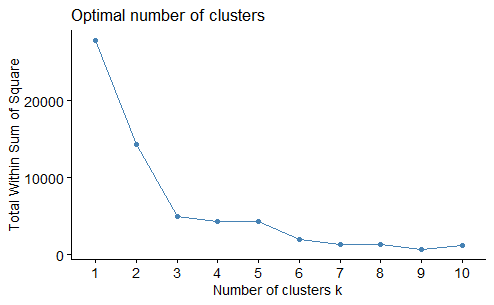 Optimal number of clusters
Total Within Sum of Square
20000
10000
0
1 2 3 4 5 6 7 8 9 10
Number of clusters k